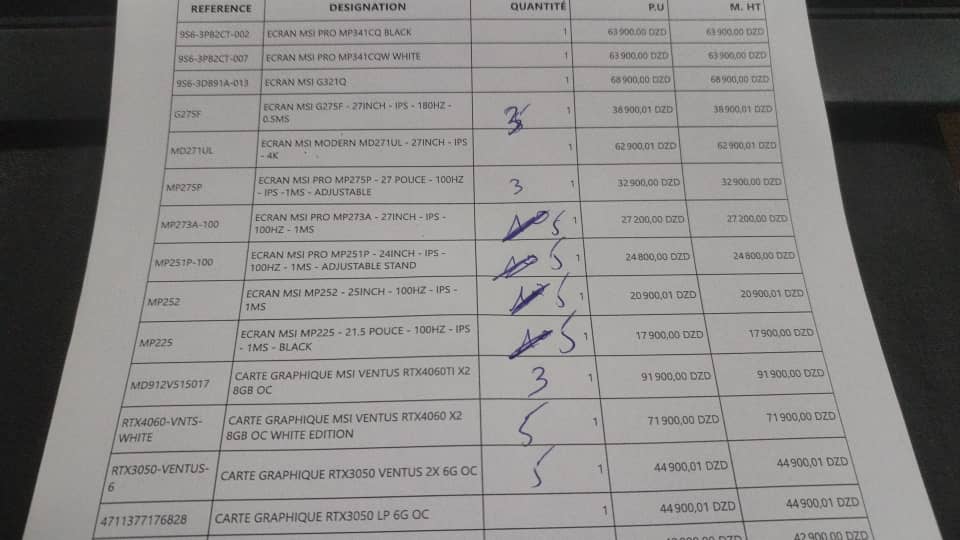 REFERENCE DESIGNATION QUANTITÉ P.U M. HT
9S6-3PB2CT-002 ECRAN MSI PRO MP341CQ BLACK 1 63 900,00 DZD 63 900,00 DZD
9S6-3PB2CT-007 ECRAN MSI PRO MP341CQW WHITE 1 63 900,00 DZD 63 900,00 DZD
9S6-3DB91A-013 ECRAN MSI G321Q 1 68 900,00 DZD 68 900,00 DZD
G275F ECRAN MSI G275F - 27INCH - IPS - 180HZ - 3 1 38 900,01 DZD 38 900,01 DZD
0.5MS
MD271UL ECRAN MSI MODERN MD271UL - 27INCH - IPS 1 62 900,01 DZD 62 900,01 DZD
- 4K
MP275P ECRAN MSI PRO MP275P - 27 POUCE - 100HZ 3 1 32 900,00 DZD 32 900,00 DZD
- IPS -1MS - ADJUSTABLE
MP273A-100 ECRAN MSI PRO MP273A - 27INCH - IPS - 5 1 27 200,00 DZD 27 200,00 DZD
100HZ - 1MS
MP251P-100 ECRAN MSI PRO MP251P - 24INCH - IPS - 5 1 24 800,00 DZD 24 800,00 DZD
100HZ - 1MS - ADJUSTABLE STAND
MP252 ECRAN MSI MP252 - 25INCH - 100HZ - IPS - 5 1 20 900,01 DZD 20 900,01 DZD
1MS
MP225 ECRAN MSI MP225 - 21.5 POUCE - 100HZ - IPS 5 1 17 900,00 DZD 17 900,00 DZD
- 1MS - BLACK
MD912V515017 CARTE GRAPHIQUE MSI VENTUS RTX4060TI X2 3 1 91 900,00 DZD 91 900,00 DZD
8GB OC
RTX4060-VNTS- CARTE GRAPHIQUE MSI VENTUS RTX4060 X2 5 1 71 900,00 DZD 71 900,00 DZD
WHITE 8GB OC WHITE EDITION
RTX3050-VENTUS- CARTE GRAPHIQUE RTX3050 VENTUS 2X 6G OC 5 1 44 900,01 DZD 44 900,01 DZD
6
4711377176828 CARTE GRAPHIQUE RTX3050 LP 6G OC 1 44 900,01 DZD 44 900,01 DZD